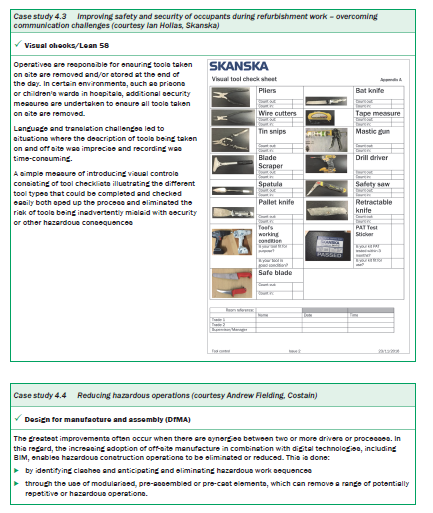 Case study 4.3 Improving safety and security of occupants during refurbishment work – overcoming
communication challenges (courtesy Ian Hollas, Skanska)
✓ Visual checks/Lean 5S
Operatives are responsible for ensuring tools taken
on site are removed and/or stored at the end of
the day. In certain environments, such as prisons
or children's wards in hospitals, additional security
measures are undertaken to ensure all tools taken
on site are removed.
Language and translation challenges led to
situations where the description of tools being taken
on and off site was imprecise and recording was
time-consuming.
A simple measure of introducing visual controls
consisting of tool checklists illustrating the different
tool types that could be completed and checked
easily both sped up the process and eliminated the
risk of tools being inadvertently mislaid with security
or other hazardous consequences
SKANSKA
Visual tool check sheet Appendix A
Pliers Bat knife
Count out: Count out:
Count in: Count in:
Wire cutters Tape measure
Count out: Count out:
Count in: Count in:
Tin snips Mastic gun
Count out: Count out:
Count in: Count in:
Blade Drill driver
Scraper
Count out: Count out:
Count in: Count in:
Spatula Safety saw
Count out: Count out:
Count in: Count in:
Pallet knife Retractable
knife
Count out: Count out:
Count in: Count in:
Tool's PAT Test
working Sticker
condition
Is your tool fit for
purpose?
Is your tool in
good condition?
SKANSKA
PASSED
Safe blade
Count out:
Count in:
Room reference:
Name Date Time
Trade 1
Trade 2
Supervisor/Manager
Tool control Issue 2 23/11/2016
Case study 4.4 Reducing hazardous operations (courtesy Andrew Fielding, Costain)
✓ Design for manufacture and assembly (DfMA)
The greatest improvements often occur when there are synergies between two or more drivers or processes. In
this regard, the increasing adoption of off-site manufacture in combination with digital technologies, including
BIM, enables hazardous construction operations to be eliminated or reduced. This is done:
► by identifying clashes and anticipating and eliminating hazardous work sequences
► through the use of modularised, pre-assembled or pre-cast elements, which can remove a range of potentially
repetitive or hazardous operations.